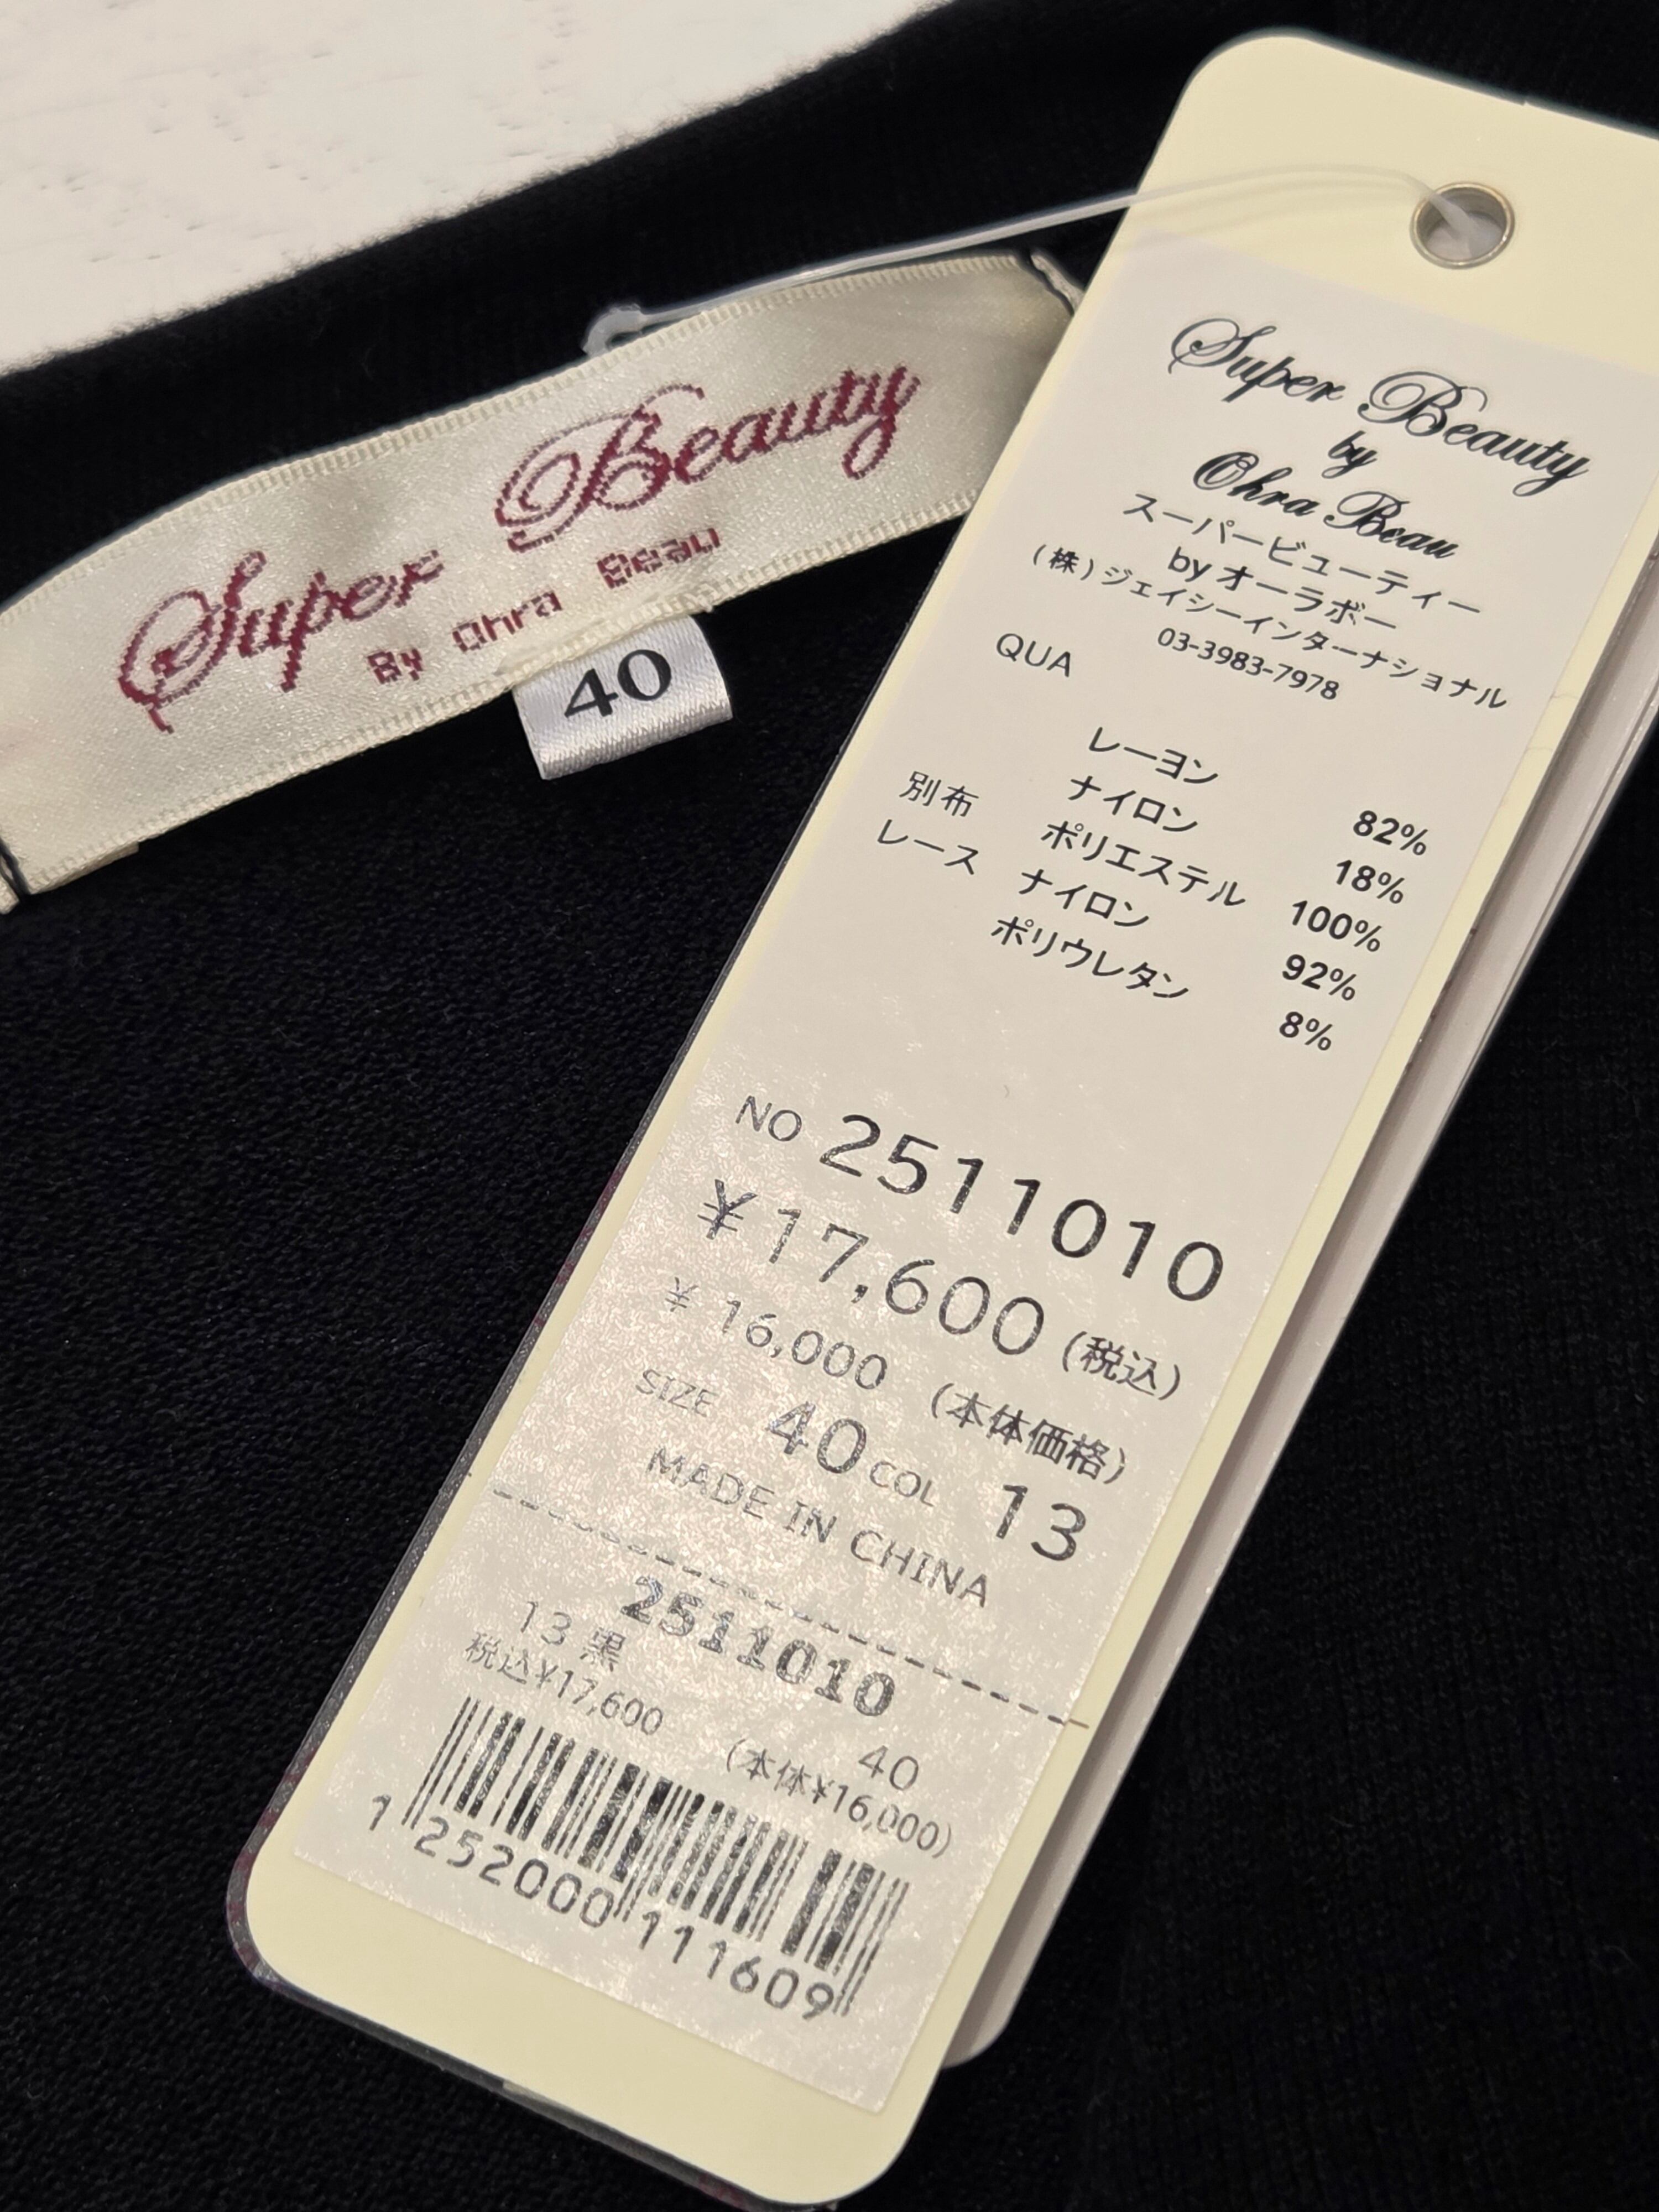 Super Beauty
By Ohra Beau
40
Super Beauty
by
Ohra Beau
スーパービューティー
by オーラボー
(株)ジェイシーインターナショナル
03-3983-7978
QUA
レーヨン 82%
ナイロン 18%
別布 ポリエステル 100%
レース ナイロン 92%
ポリウレタン 8%
NO 2511010
¥17,600 (税込)
¥ 16,000 (本体価格)
SIZE 40 COL 13
MADE IN CHINA
2511010
13 黒 40
税込¥17,600 (本体¥16,000)
1 252000 111609